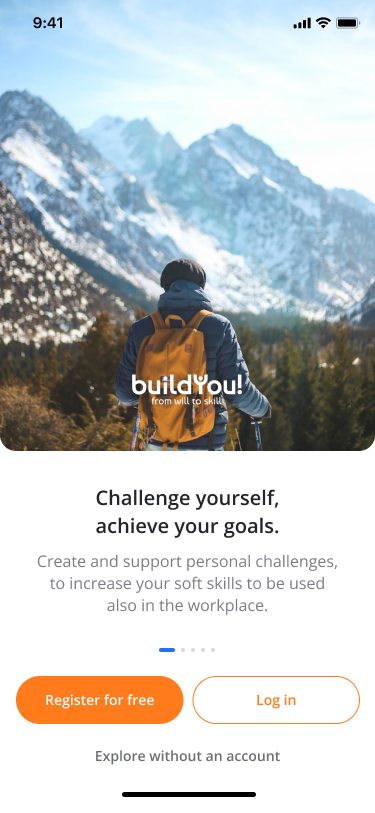 9:41
buildYou!
from will to skill
Challenge yourself,
achieve your goals.
Create and support personal challenges,
to increase your soft skills to be used
also in the workplace.
Register for free
Log in
Explore without an account